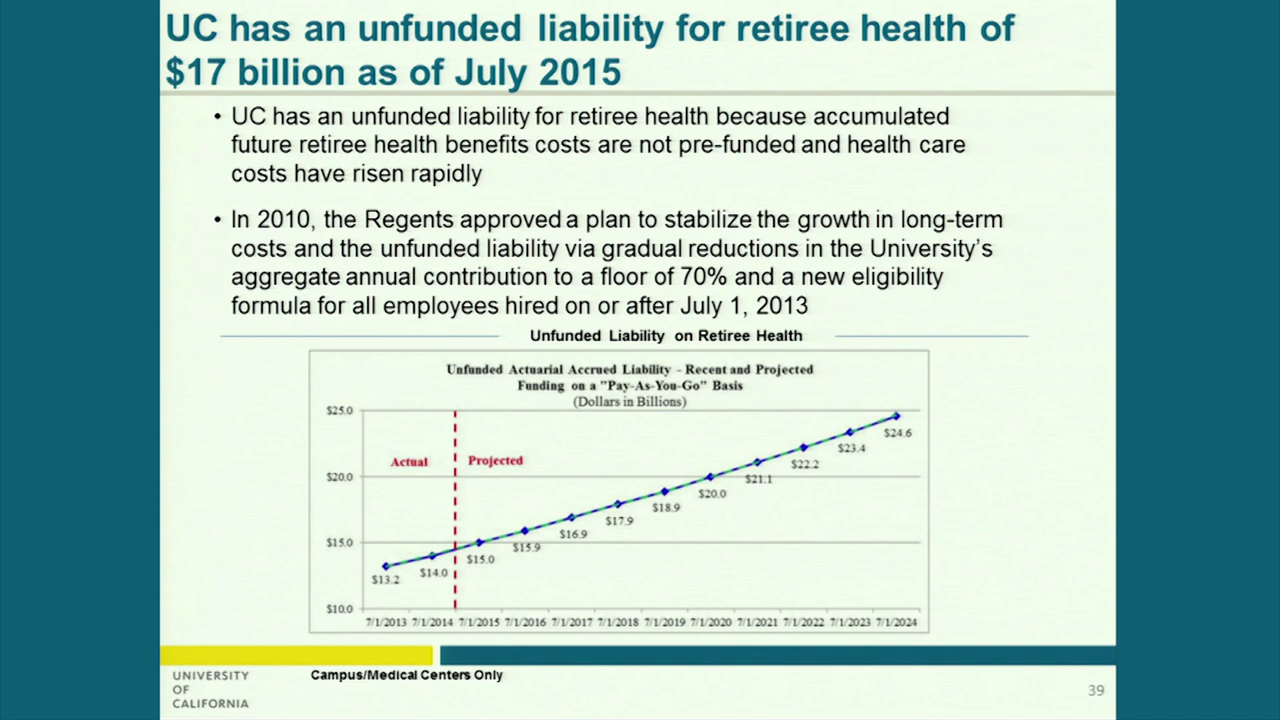 UC has an unfunded liability for retiree health of
$17 billion as of July 2015
• UC has an unfunded liability for retiree health because accumulated
future retiree health benefits costs are not pre-funded and health care
costs have risen rapidly
• In 2010, the Regents approved a plan to stabilize the growth in long-term
costs and the unfunded liability via gradual reductions in the University's
aggregate annual contribution to a floor of 70% and a new eligibility
formula for all employees hired on or after July 1, 2013
Unfunded Liability on Retiree Health
Unfunded Actuarial Accrued Liability - Recent and Projected
Funding on a "Pay-As-You-Go" Basis
(Dollars in Billions)
$25.0
$24.6
$23.4
Actual Projected
$22.2
$20.0
$21.1
$20.0
$18.9
$17.9
$16.9
$15.0
$15.9
$15.0
$14.0
$13.2
$10.0
7/1/2013 7/1/2014 7/1/2015 7/1/2016 7/1/2017 7/1/2018 7/1/2019 7/1/2020 7/1/2021 7/1/2022 7/1/2023 7/1/2024
UNIVERSITY
OF
CALIFORNIA
Campus/Medical Centers Only
39